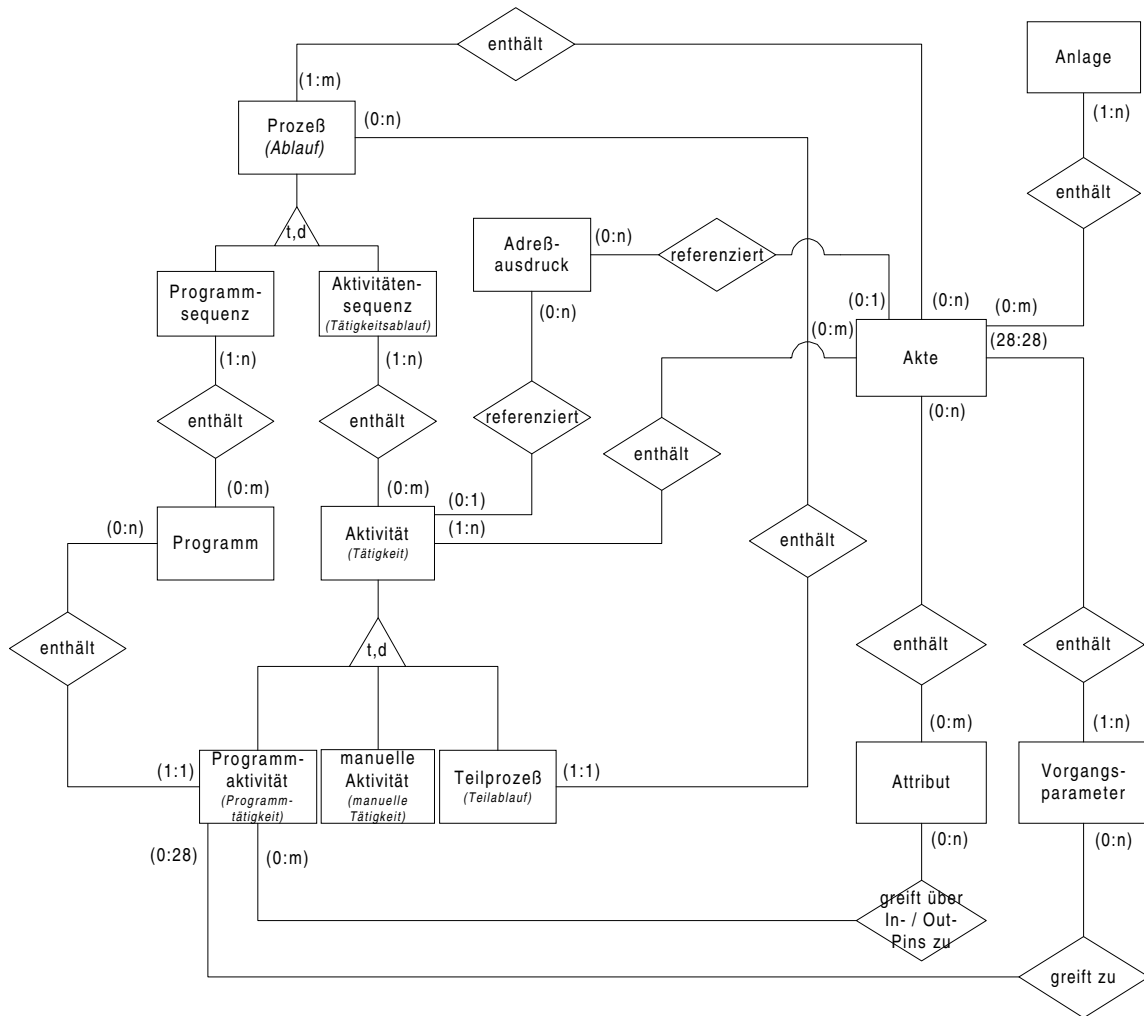 enthält
Anlage
(1:m)
(1:n)
(0:n)
Prozeß
(Ablauf)
enthält
t,d
Adreß-
ausdruck
(0:n)
referenziert
Programm-
sequenz
Aktivitäten-
sequenz
(Tätigkeitsablauf)
(0:n)
(0:1)
(0:n)
(0:m)
(0:m)
(28:28)
Akte
(1:n)
(1:n)
(0:n)
enthält
enthält
referenziert
enthält
(0:m)
(0:m)
(0:1)
(1:n)
(0:n)
Programm
Aktivität
(Tätigkeit)
enthält
enthält
t,d
enthält
enthält
(0:m)
(1:n)
(1:1)
Programm-
aktivität
(Programm-
tätigkeit)
manuelle
Aktivität
(manuelle
Tätigkeit)
Teilprozeß
(Teilablauf)
(1:1)
Attribut
Vorgangs-
parameter
(0:28)
(0:m)
(0:n)
(0:n)
greift über
In- / Out-
Pins zu
greift zu